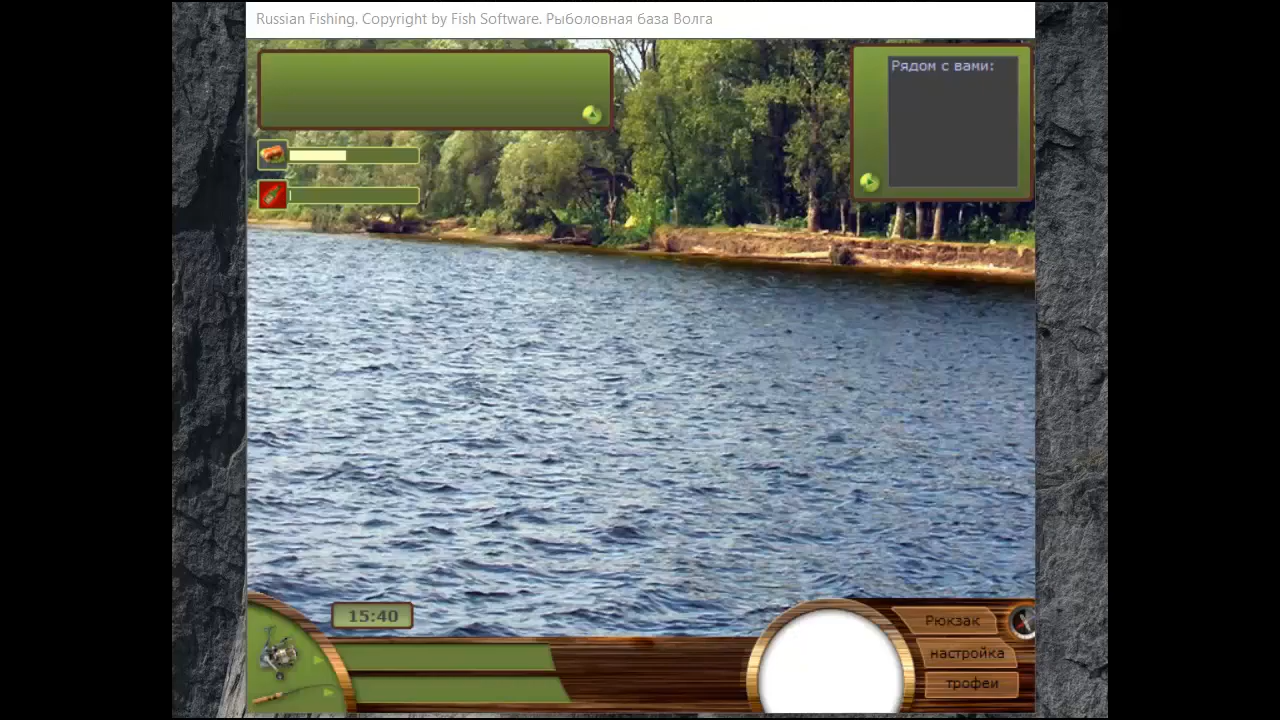 Russian Fishing. Copyright by Fish Software. Рыболовная база Волга
Рядом с вами:
15:40
Рюкзак
настройка
трофеи